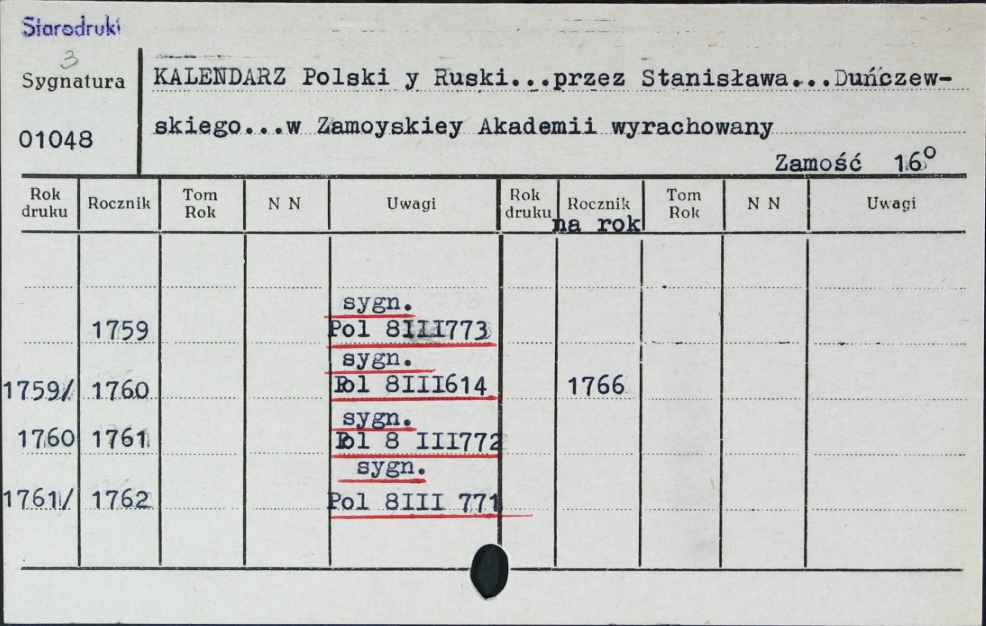 Starodruki
3
Sygnatura
01048
KALENDARZ Polski y Ruski...przez Stanisława...Duńczew-
skiego...w Zamoyskiey Akademii wyrachowany
Zamość 16°
Rok druku Rocznik Tom Rok N N Uwagi Rok druku Rocznik Tom Rok N N Uwagi
na rok
sygn.
1759 Pol 8III773
sygn.
1759/ 1760 Pol 8III614 1766
sygn.
1760 1761 Pol 8 III772
sygn.
1761/ 1762 Pol 8III 771